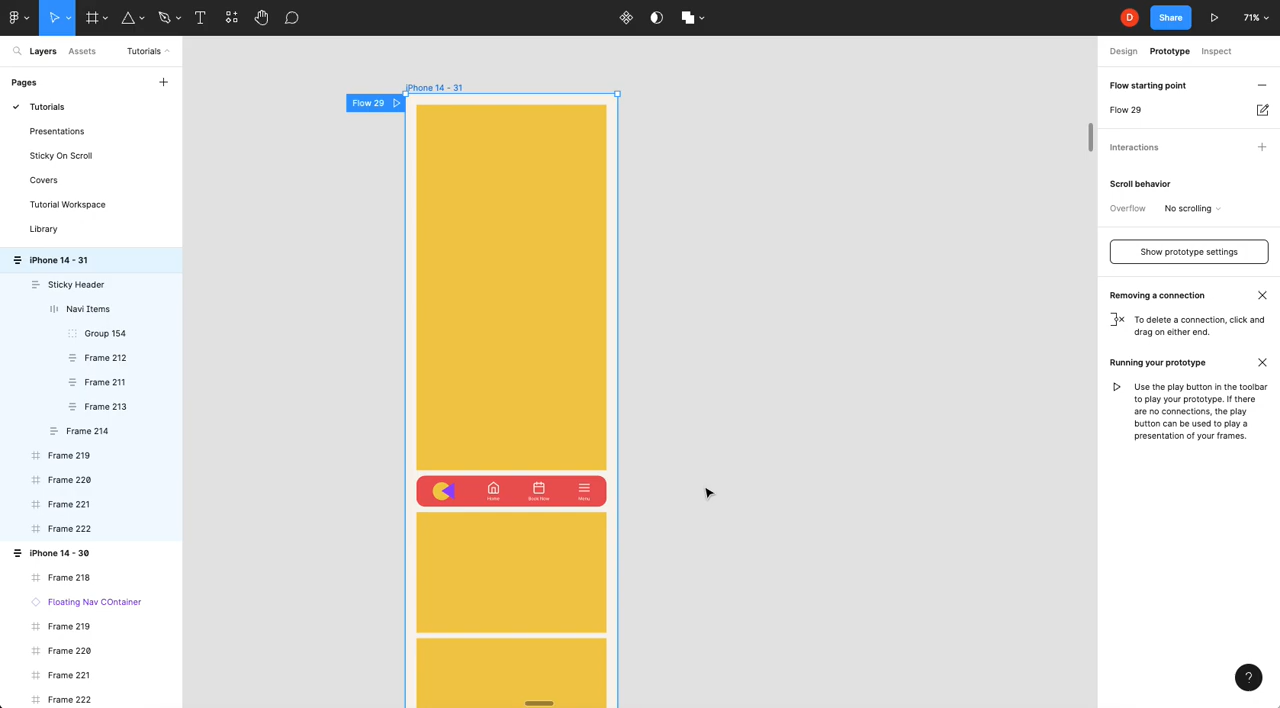 Share
71%
Layers
Assets
Tutorials
Pages
Tutorials
Presentations
Sticky On Scroll
Covers
Tutorial Workspace
Library
iPhone 14 - 31
Sticky Header
Navi Items
Group 154
Frame 212
Frame 211
Frame 213
Frame 214
Frame 219
Frame 220
Frame 221
Frame 222
iPhone 14 - 30
Frame 218
Floating Nav COntainer
Frame 219
Frame 220
Frame 221
Frame 222
iPhone 14 - 31
Flow 29
Home
Book Now
Menu
D
Design
Prototype
Inspect
Flow starting point
Flow 29
Interactions
Scroll behavior
Overflow
No scrolling
Show prototype settings
Removing a connection
To delete a connection, click and
drag on either end.
Running your prototype
Use the play button in the toolbar
to play your prototype. If there
are no connections, the play
button can be used to play a
presentation of your frames.
?